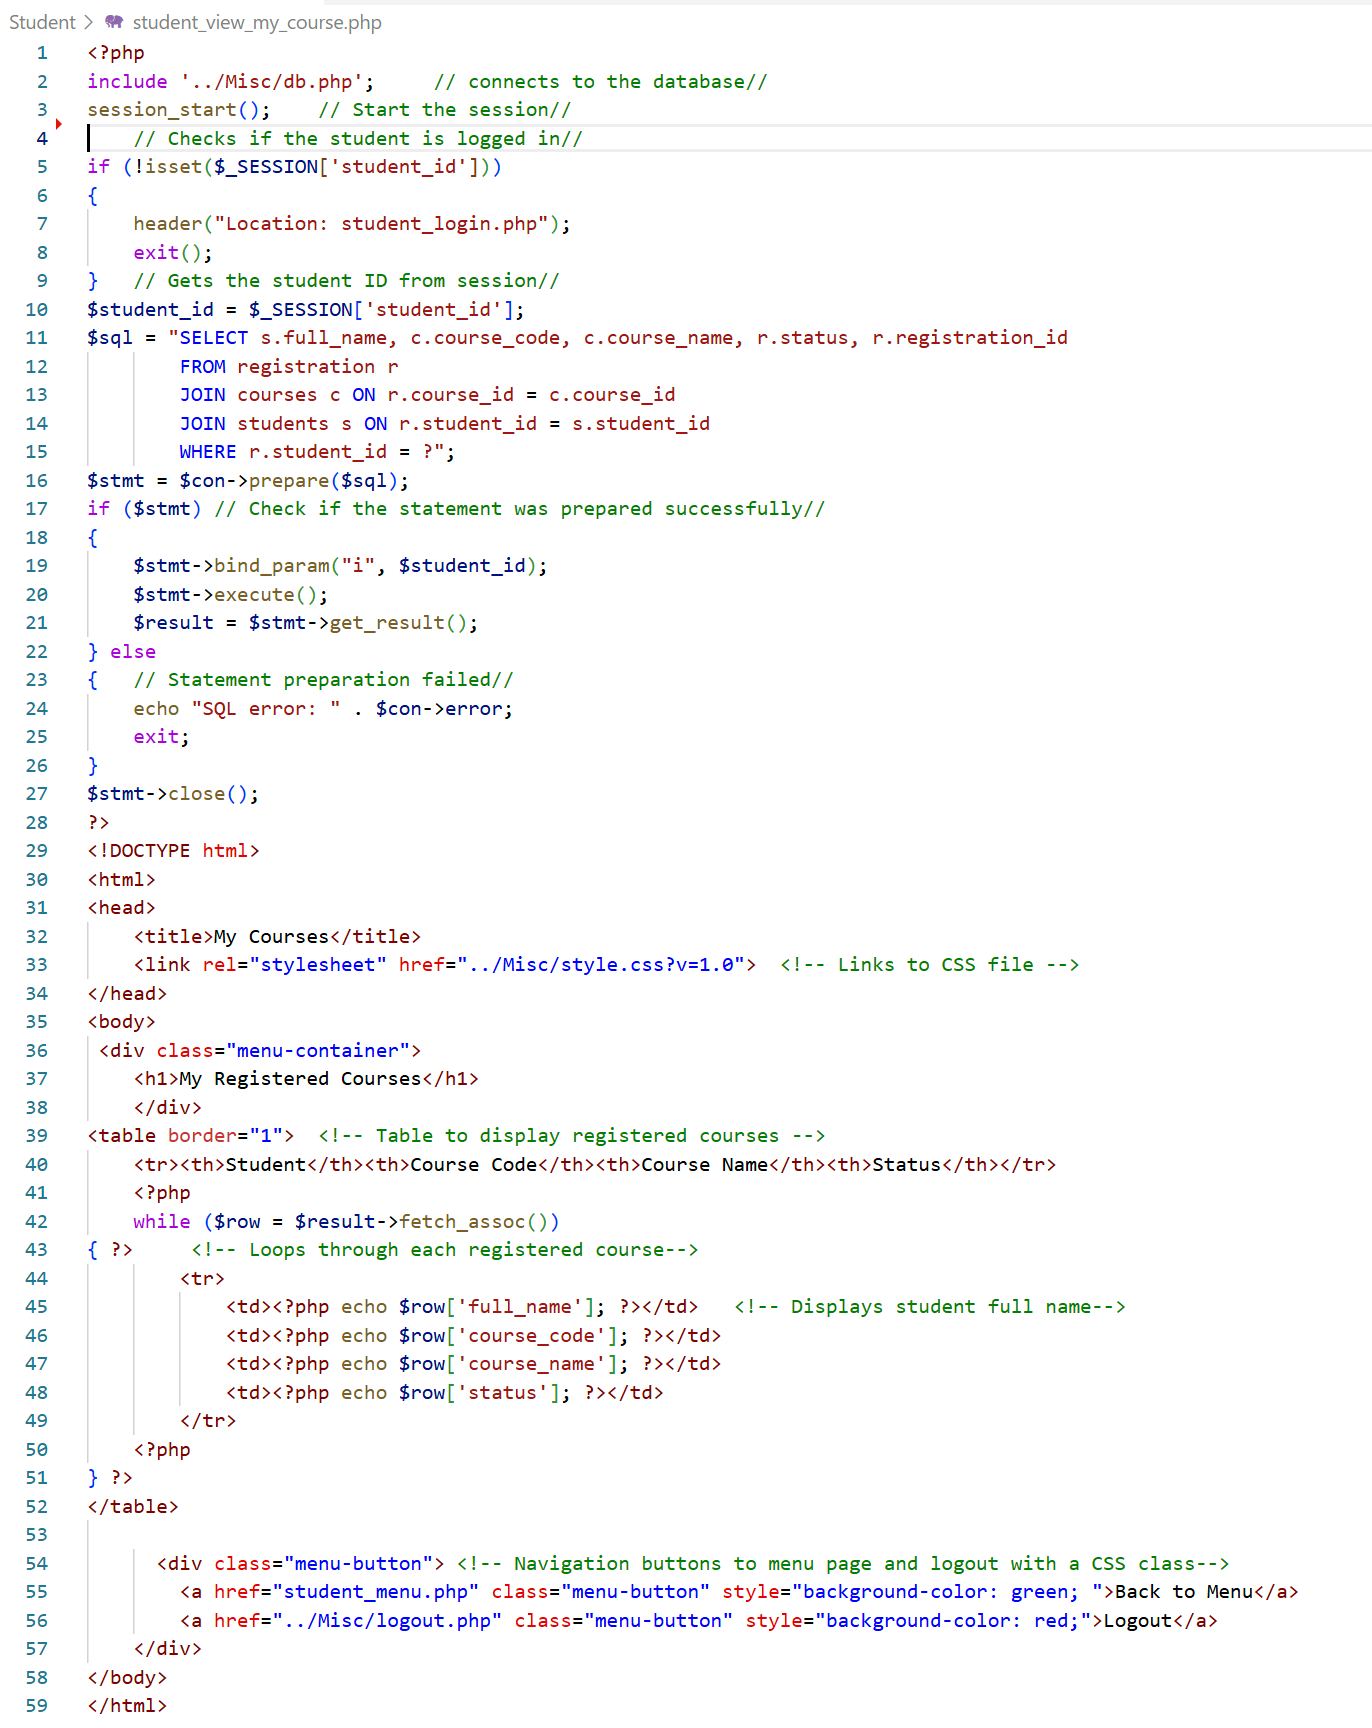 Student > student_view_my_course.php
1 <?php
2 include '../Misc/db.php';     // connects to the database//
3 session_start();    // Start the session//
4     // Checks if the student is logged in//
5 if (!isset($_SESSION['student_id']))
6 {
7     header("Location: student_login.php");
8     exit();
9 }   // Gets the student ID from session//
10 $student_id = $_SESSION['student_id'];
11 $sql = "SELECT s.full_name, c.course_code, c.course_name, r.status, r.registration_id
12         FROM registration r
13         JOIN courses c ON r.course_id = c.course_id
14         JOIN students s ON r.student_id = s.student_id
15         WHERE r.student_id = ?";
16 $stmt = $con->prepare($sql);
17 if ($stmt) // Check if the statement was prepared successfully//
18 {
19     $stmt->bind_param("i", $student_id);
20     $stmt->execute();
21     $result = $stmt->get_result();
22 } else
23 {   // Statement preparation failed//
24     echo "SQL error: " . $con->error;
25     exit;
26 }
27 $stmt->close();
28 ?>
29 <!DOCTYPE html>
30 <html>
31 <head>
32     <title>My Courses</title>
33     <link rel="stylesheet" href="../Misc/style.css?v=1.0">  <!-- Links to CSS file -->
34 </head>
35 <body>
36  <div class="menu-container">
37     <h1>My Registered Courses</h1>
38     </div>
39 <table border="1">  <!-- Table to display registered courses -->
40     <tr><th>Student</th><th>Course Code</th><th>Course Name</th><th>Status</th></tr>
41     <?php
42     while ($row = $result->fetch_assoc())
43 { ?>     <!-- Loops through each registered course-->
44         <tr>
45             <td><?php echo $row['full_name']; ?></td>   <!-- Displays student full name-->
46             <td><?php echo $row['course_code']; ?></td>
47             <td><?php echo $row['course_name']; ?></td>
48             <td><?php echo $row['status']; ?></td>
49         </tr>
50     <?php
51 } ?>
52 </table>
53
54       <div class="menu-button"> <!-- Navigation buttons to menu page and logout with a CSS class-->
55         <a href="student_menu.php" class="menu-button" style="background-color: green; ">Back to Menu</a>
56         <a href="../Misc/logout.php" class="menu-button" style="background-color: red;">Logout</a>
57     </div>
58 </body>
59 </html>